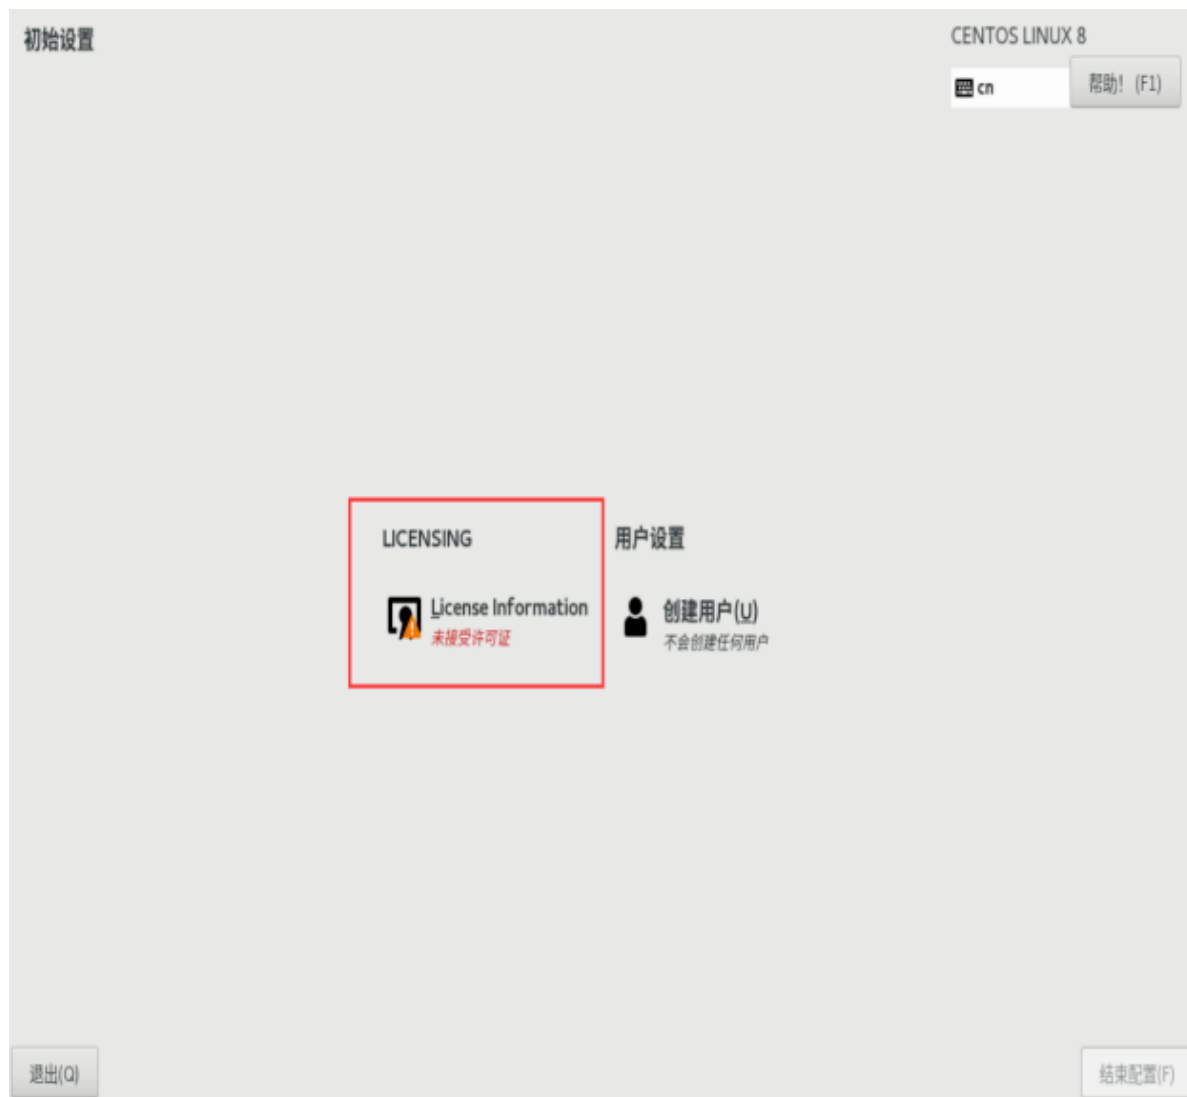 初始设置
CENTOS LINUX 8
cn
帮助！(F1)
LICENSING
用户设置
License Information
未接受许可证
创建用户(U)
不会创建任何用户
退出(Q)
结束配置(F)